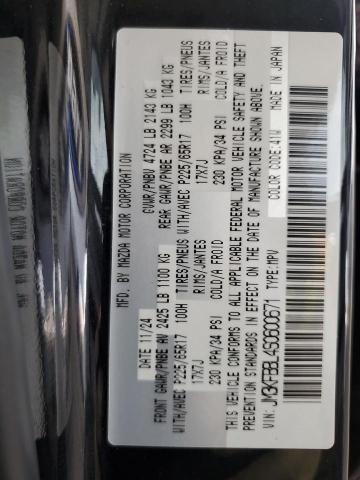 MFD. BY MAZDA MOTOR CORPORATION
DATE 11/24 GVWR/PNBV 4724 LB 2143 KG
FRONT GAWR/PNBE AV 2425 LB 1100 KG REAR GAWR/PNBE AR 2299 LB 1043 KG
WITH/AVEC P225/65R17 100H TIRES/PNEUS WITH/AVEC P225/65R17 100H TIRES/PNEUS
17X7J RIMS/JANTES 17X7J RIMS/JANTES
230 KPA/34 PSI COLD/A FROID 230 KPA/34 PSI COLD/A FROID
THIS VEHICLE CONFORMS TO ALL APPLICABLE FEDERAL MOTOR VEHICLE SAFETY AND THEFT
PREVENTION STANDARDS IN EFFECT ON THE DATE OF MANUFACTURE SHOWN ABOVE.
VIN: JM3KFBBL4S0600671 TYPE:MPV COLOR CODE:41W MADE IN JAPAN